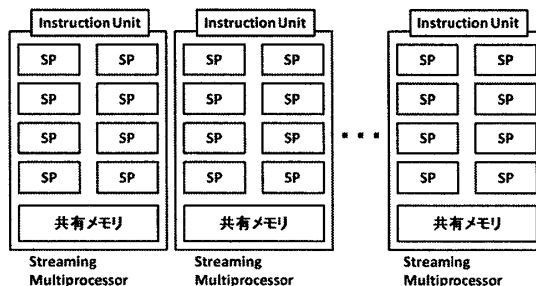 Instruction Unit Instruction Unit Instruction Unit
SP SP SP SP SP SP
SP SP SP SP SP SP
SP SP SP SP SP SP
SP SP SP SP SP SP
共有メモリ 共有メモリ 共有メモリ
Streaming Streaming Streaming
Multiprocessor Multiprocessor Multiprocessor